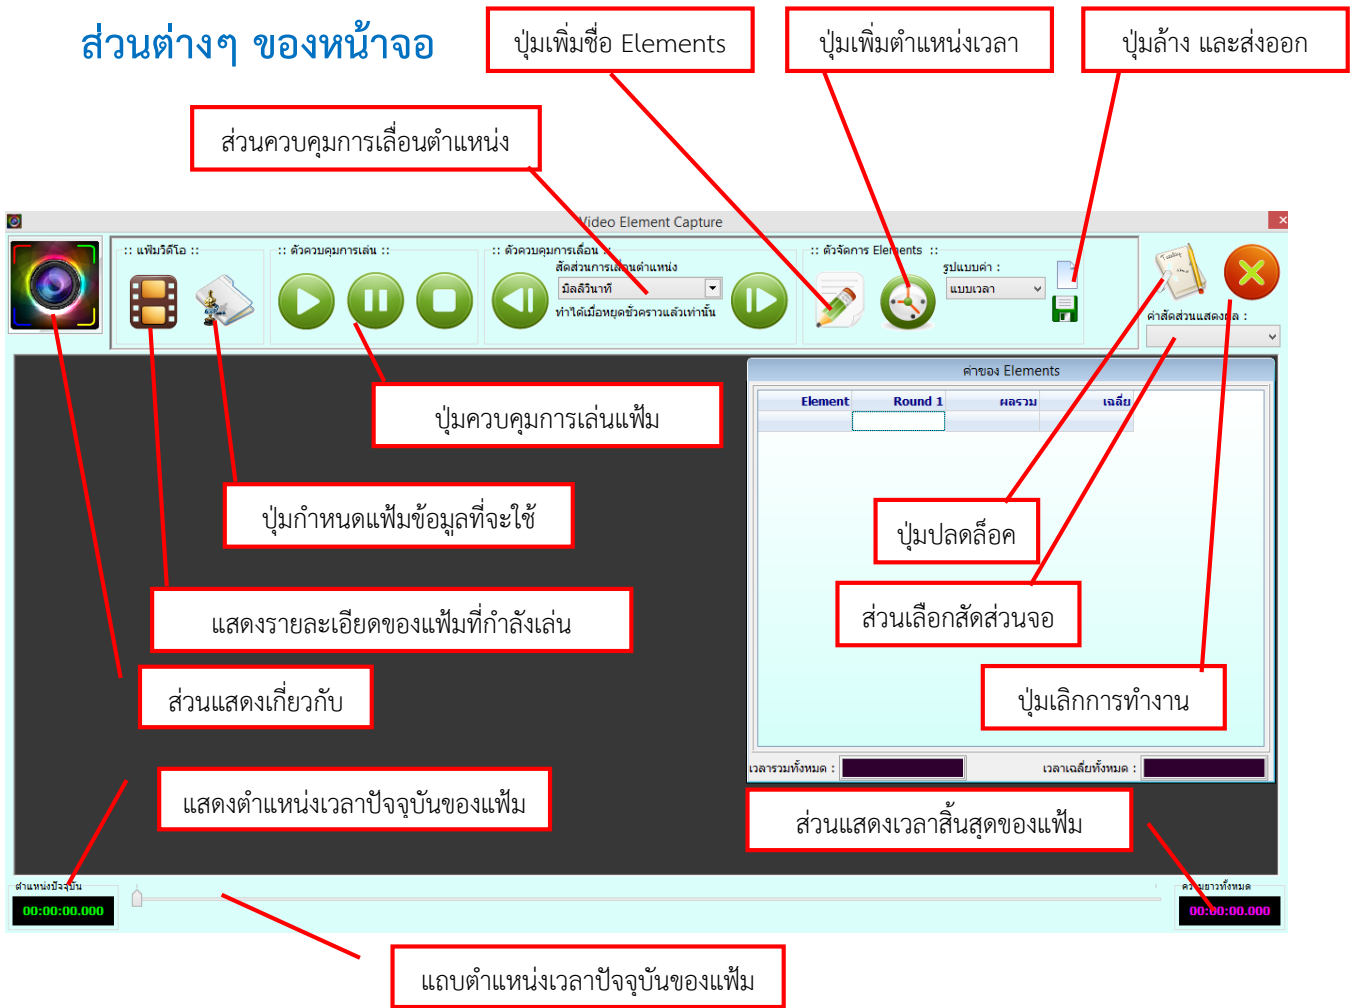 ส่วนต่างๆ ของหน้าจอ
ปุ่มเพิ่มชื่อ Elements
ปุ่มเพิ่มตำแหน่งเวลา
ปุ่มล้าง และส่งออก
ส่วนควบคุมการเลื่อนตำแหน่ง
Video Element Capture
:: แฟ้มวิดีโอ ::
:: ตัวควบคุมการเล่น ::
:: ตัวควบคุมการเลื่อน ::
สัดส่วนการเลื่อนตำแหน่ง
มิลลิวินาที
ทำได้เมื่อหยุดชั่วคราวแล้วเท่านั้น
:: ตัวจัดการ Elements ::
รูปแบบค่า :
แบบเวลา
ค่าสัดส่วนแสดงผล :
ค่าของ Elements
Element Round 1 ผลรวม เฉลี่ย
ปุ่มควบคุมการเล่นแฟ้ม
ปุ่มกำหนดแฟ้มข้อมูลที่จะใช้
ปุ่มปลดล็อค
แสดงรายละเอียดของแฟ้มที่กำลังเล่น
ส่วนเลือกสัดส่วนจอ
ส่วนแสดงเกี่ยวกับ
ปุ่มเลิกการทำงาน
เวลารวมทั้งหมด :
เวลาเฉลี่ยทั้งหมด :
แสดงตำแหน่งเวลาปัจจุบันของแฟ้ม
ส่วนแสดงเวลาสิ้นสุดของแฟ้ม
ตำแหน่งปัจจุบัน
ความยาวทั้งหมด
00:00:00.000
00:00:00.000
แถบตำแหน่งเวลาปัจจุบันของแฟ้ม